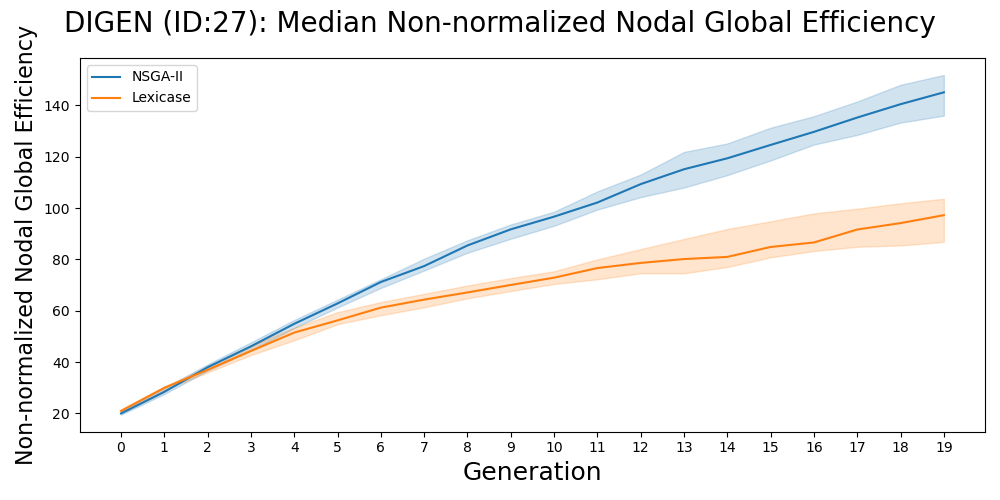 DIGEN (ID:27): Median Non-normalized Nodal Global Efficiency
NSGA-II
Lexicase
Non-normalized Nodal Global Efficiency
140
120
100
80
60
40
20
0 1 2 3 4 5 6 7 8 9 10 11 12 13 14 15 16 17 18 19
Generation